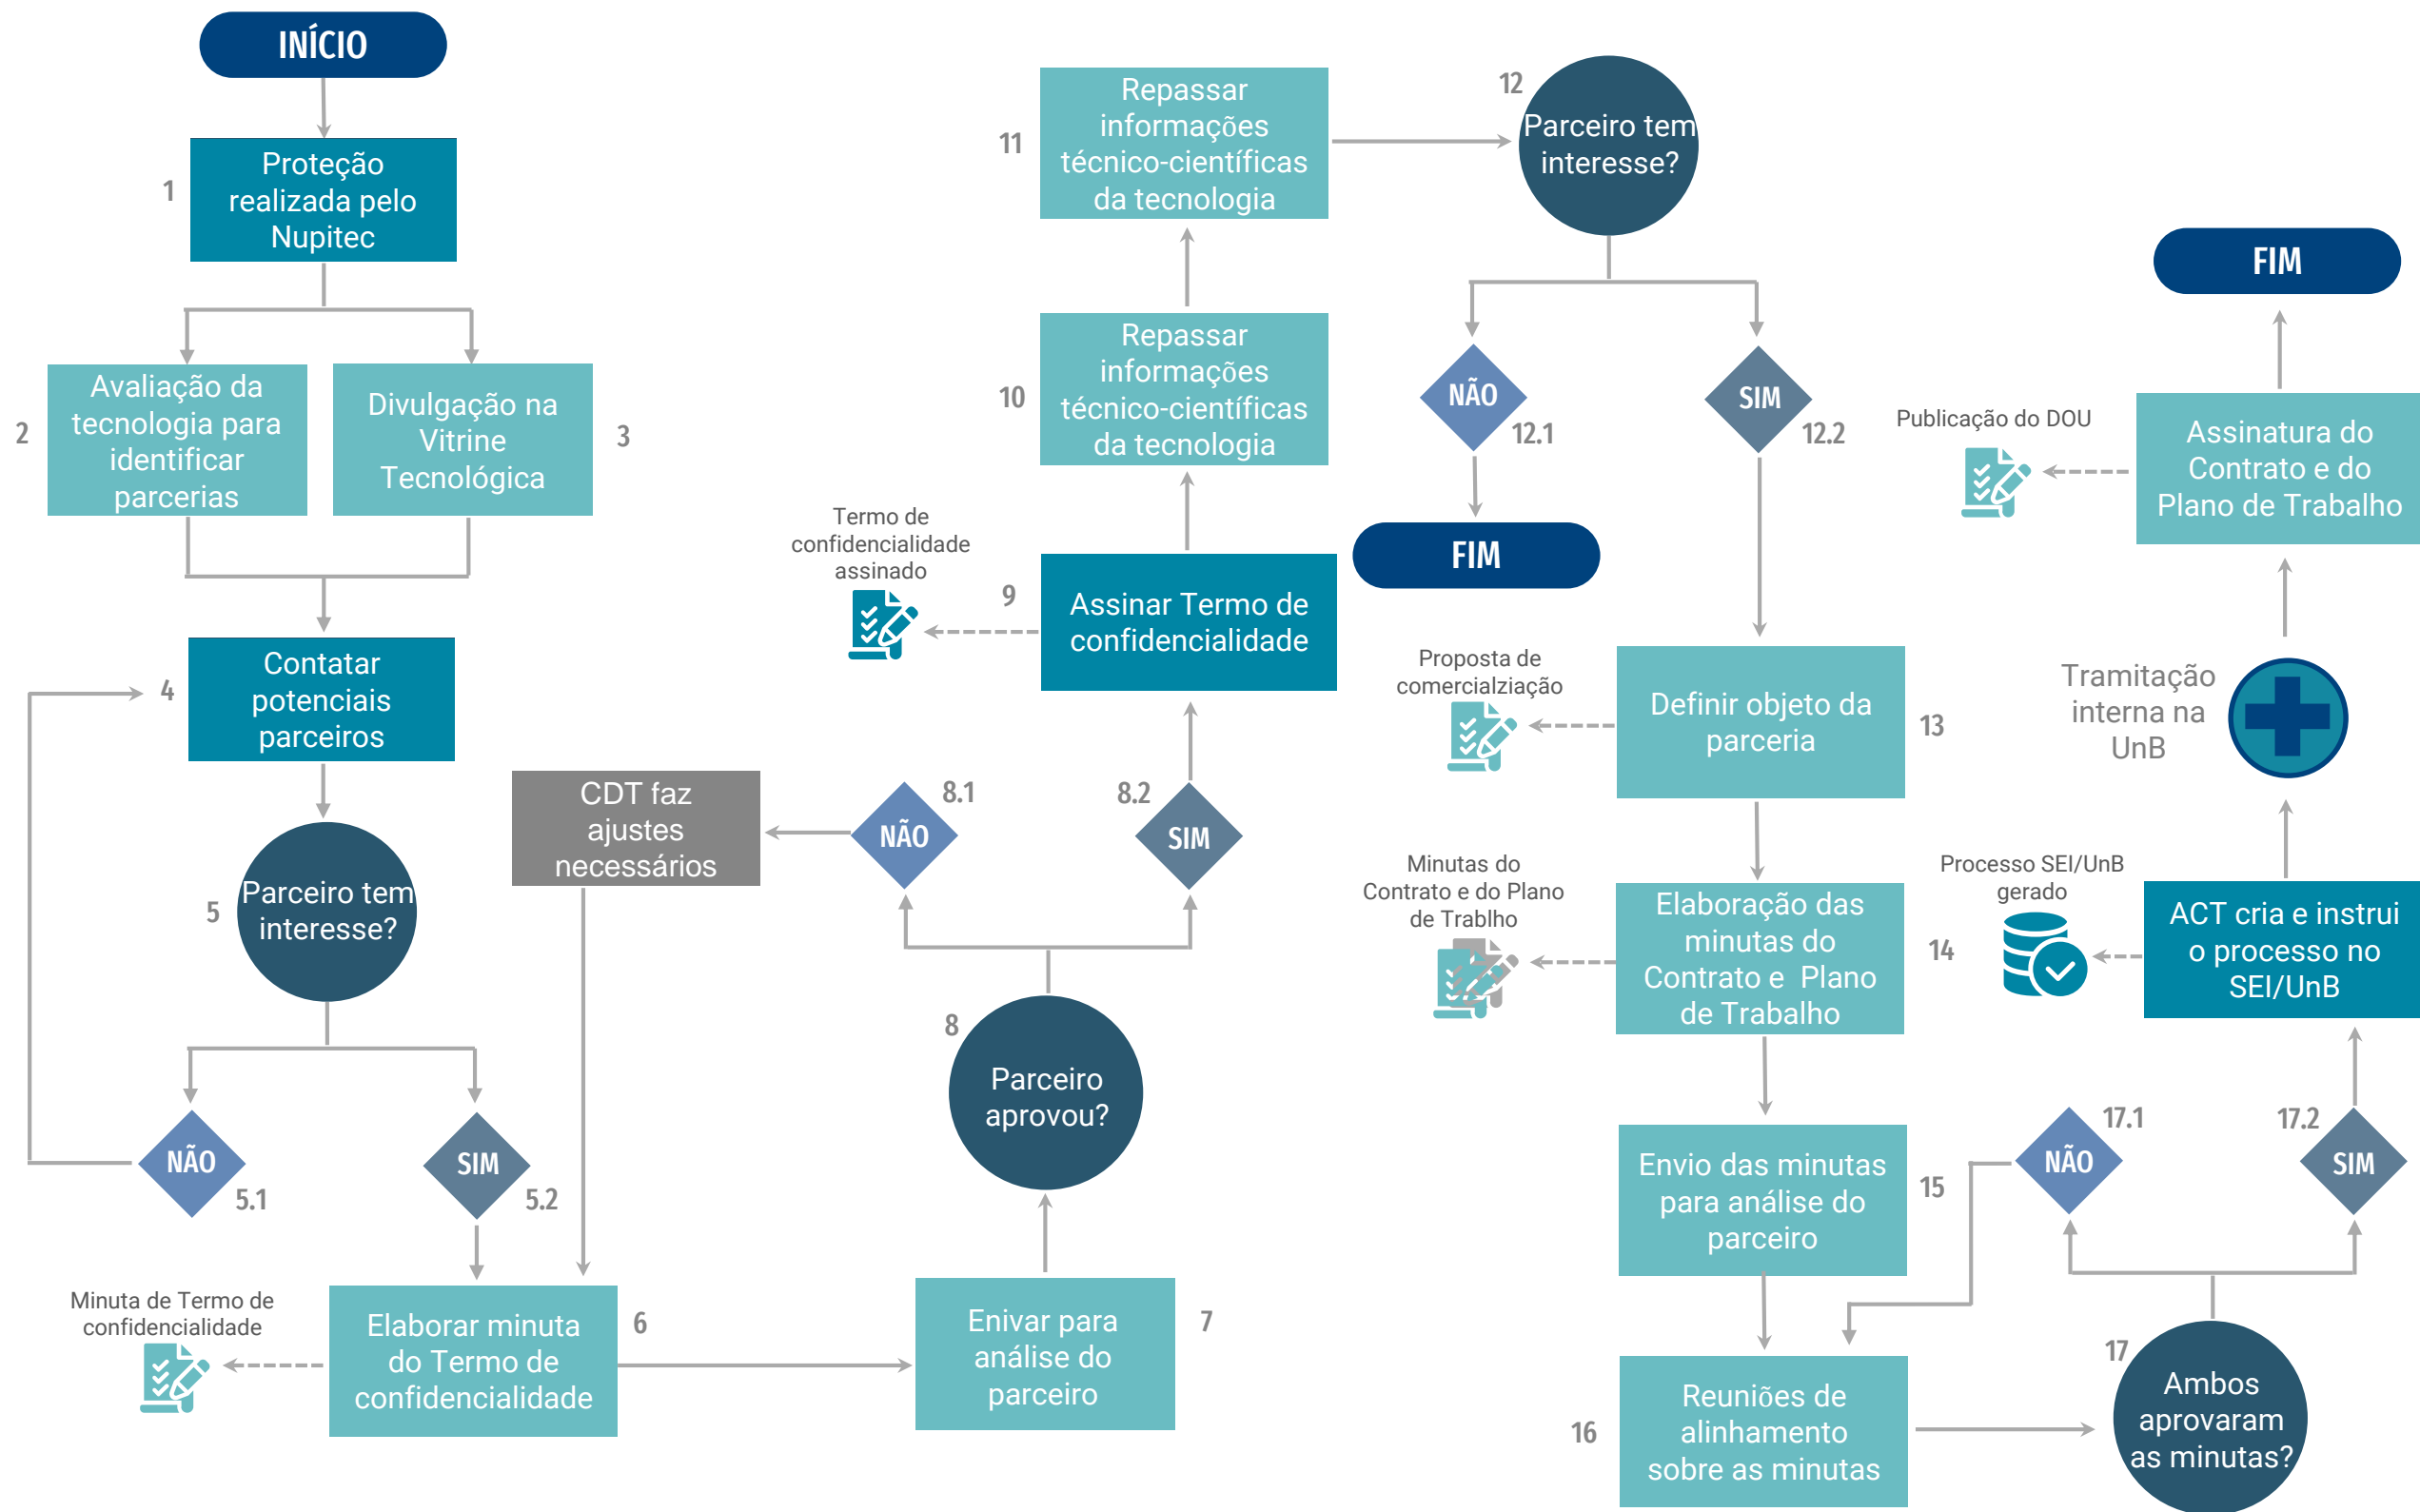 INÍCIO
1
Proteção
realizada pelo
Nupitec
2
Avaliação da
tecnologia para
identificar
parcerias
Divulgação na
Vitrine
Tecnológica
3
4
Contatar
potenciais
parceiros
5
Parceiro tem
interesse?
NÃO
5.1
SIM
5.2
Minuta de Termo de
confidencialidade
Elaborar minuta
do Termo de
confidencialidade
6
Enivar para
análise do
parceiro
7
8
Parceiro
aprovou?
NÃO
8.1
CDT faz
ajustes
necessários
8.2
SIM
Termo de
confidencialidade
assinado
9
Assinar Termo de
confidencialidade
10
Repassar
informações
técnico-científicas
da tecnologia
11
Repassar
informações
técnico-científicas
da tecnologia
12
Parceiro tem
interesse?
NÃO
12.1
FIM
SIM
12.2
Proposta de
comercialziação
Definir objeto da
parceria
13
Minutas do
Contrato e do Plano
de Trablho
Elaboração das
minutas do
Contrato e Plano
de Trabalho
14
Envio das minutas
para análise do
parceiro
15
16
Reuniões de
alinhamento
sobre as minutas
17
Ambos
aprovaram
as minutas?
NÃO
17.1
17.2
SIM
Processo SEI/UnB
gerado
ACT cria e instrui
o processo no
SEI/UnB
Tramitação
interna na
UnB
Publicação do DOU
Assinatura do
Contrato e do
Plano de Trabalho
FIM